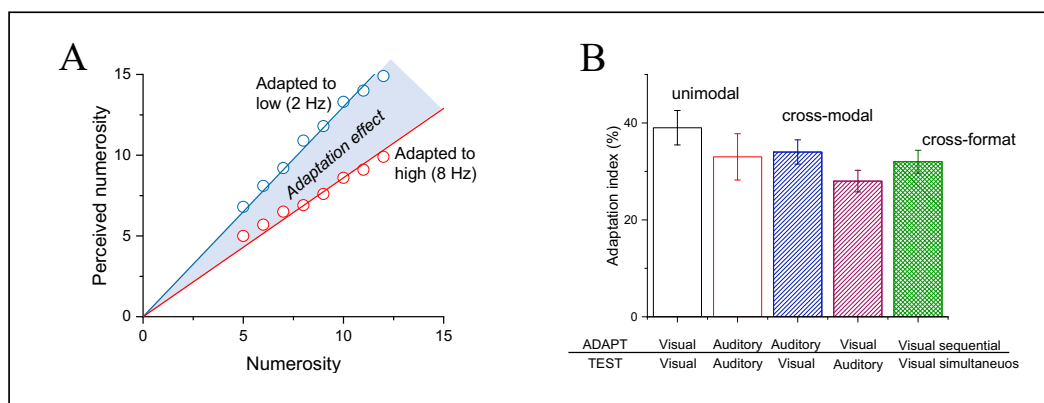 A
Perceived numerosity
15
10
5
0
0
5
10
15
Numerosity
Adapted to
low (2 Hz)
Adaptation effect
Adapted to
high (8 Hz)
B
Adaptation index (%)
40
20
0
unimodal
cross-modal
cross-format
ADAPT Visual Auditory Auditory Visual Visual sequential
TEST Visual Auditory Visual Auditory Visual simultaneuos